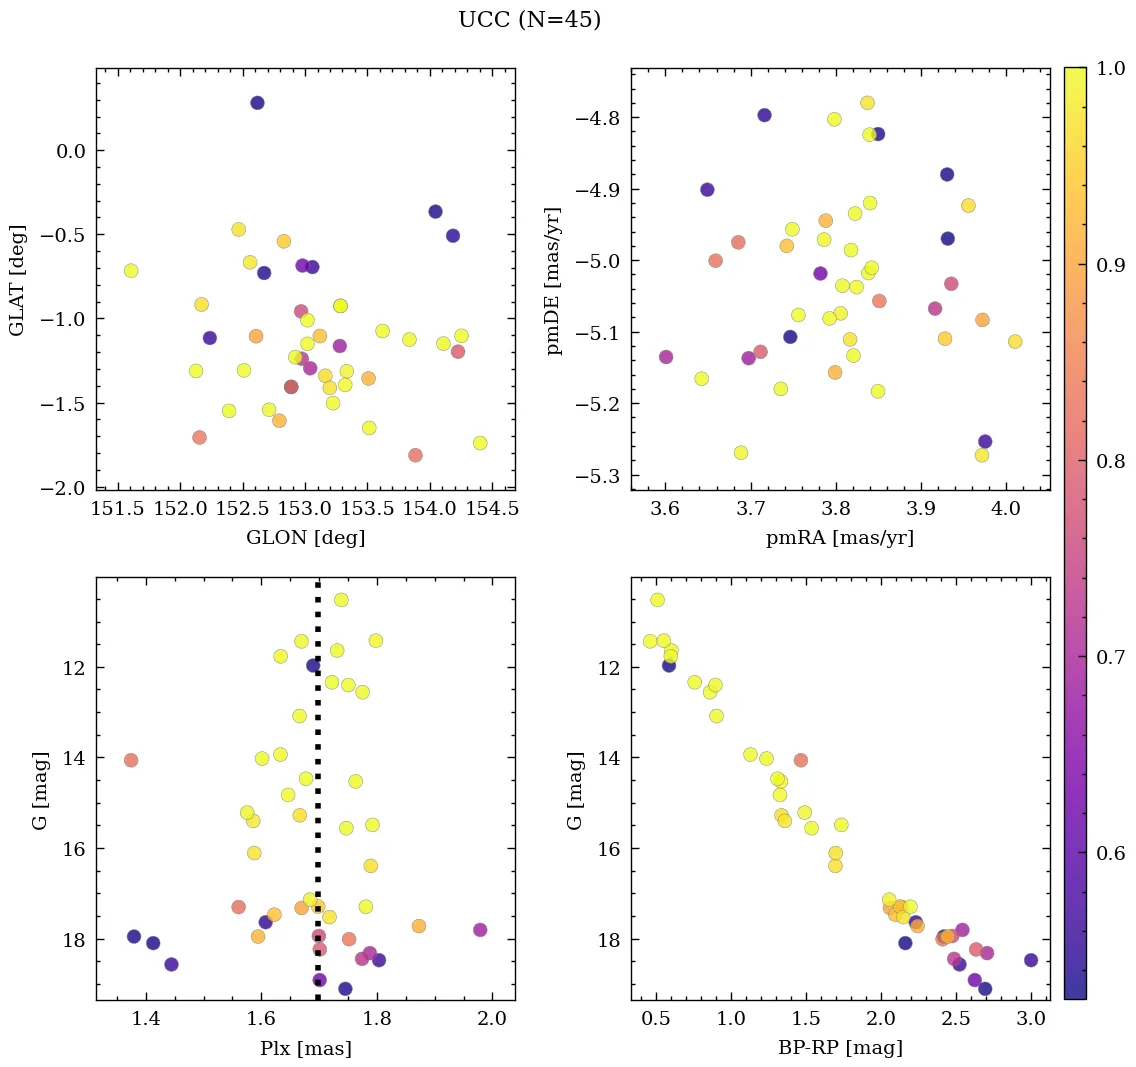 UCC (N=45)
0.0
−0.5
−1.0
−1.5
−2.0
GLAT [deg]
151.5 152.0 152.5 153.0 153.5 154.0 154.5
GLON [deg]
−4.8
−4.9
−5.0
−5.1
−5.2
−5.3
pmDE [mas/yr]
3.6 3.7 3.8 3.9 4.0
pmRA [mas/yr]
1.0
0.9
0.8
0.7
0.6
12
14
16
18
G [mag]
1.4 1.6 1.8 2.0
Plx [mas]
12
14
16
18
G [mag]
0.5 1.0 1.5 2.0 2.5 3.0
BP-RP [mag]